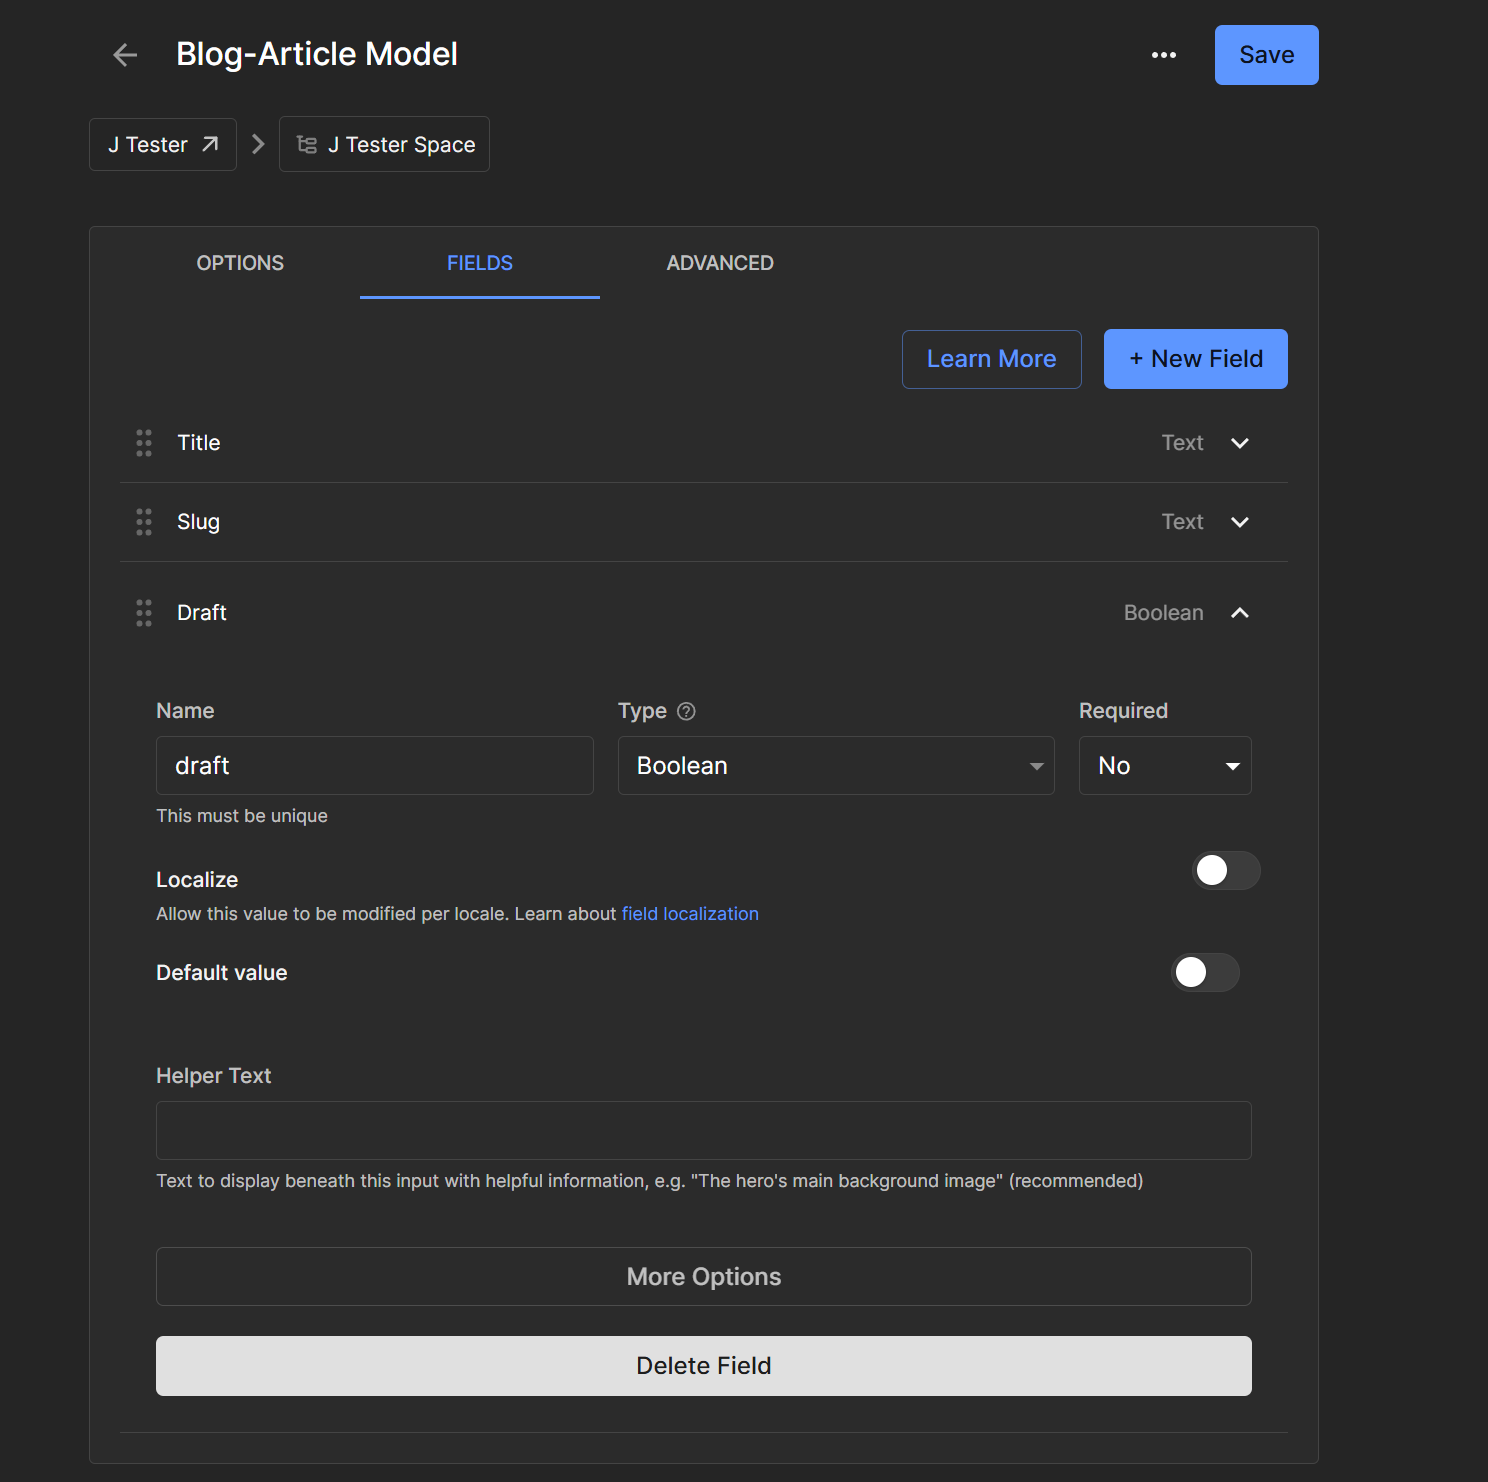 Blog-Article Model
Save
J Tester
J Tester Space
OPTIONS
FIELDS
ADVANCED
Learn More
+ New Field
Title
Text
Slug
Text
Draft
Boolean
Name
Type
Required
draft
Boolean
No
This must be unique
Localize
Allow this value to be modified per locale. Learn about field localization
Default value
Helper Text
Text to display beneath this input with helpful information, e.g. "The hero's main background image" (recommended)
More Options
Delete Field